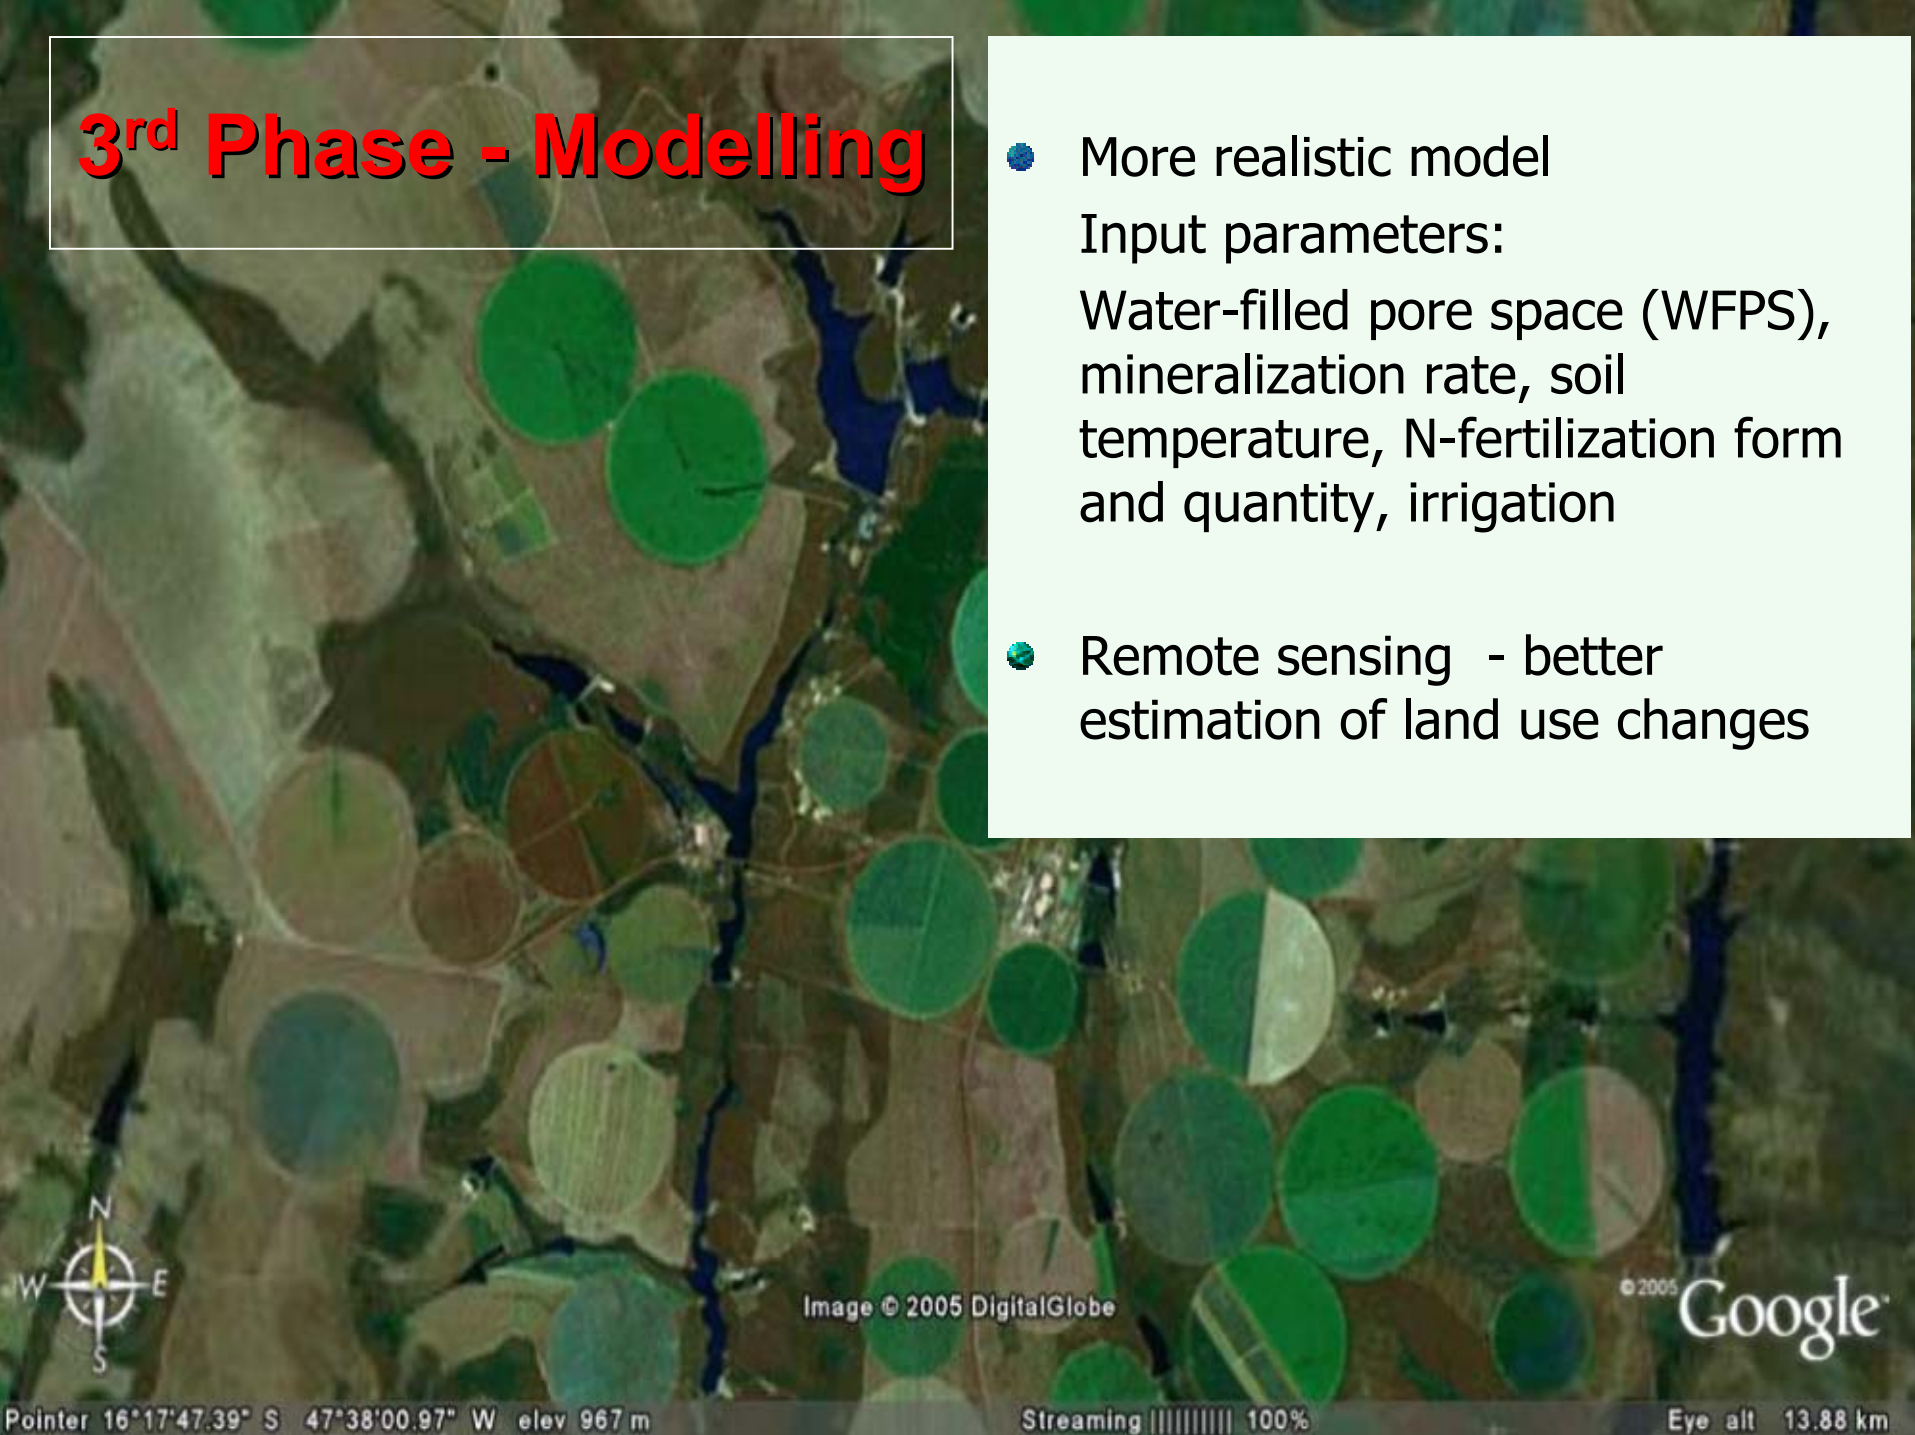 3rd Phase - Modelling
More realistic model
Input parameters:
Water-filled pore space (WFPS),
mineralization rate, soil
temperature, N-fertilization form
and quantity, irrigation
Remote sensing - better
estimation of land use changes
N
W E
S
Image © 2005 DigitalGlobe
©2005 Google
Pointer 16°17'47.39" S 47°38'00.97" W elev 967 m Streaming |||||||||| 100% Eye alt 13.88 km